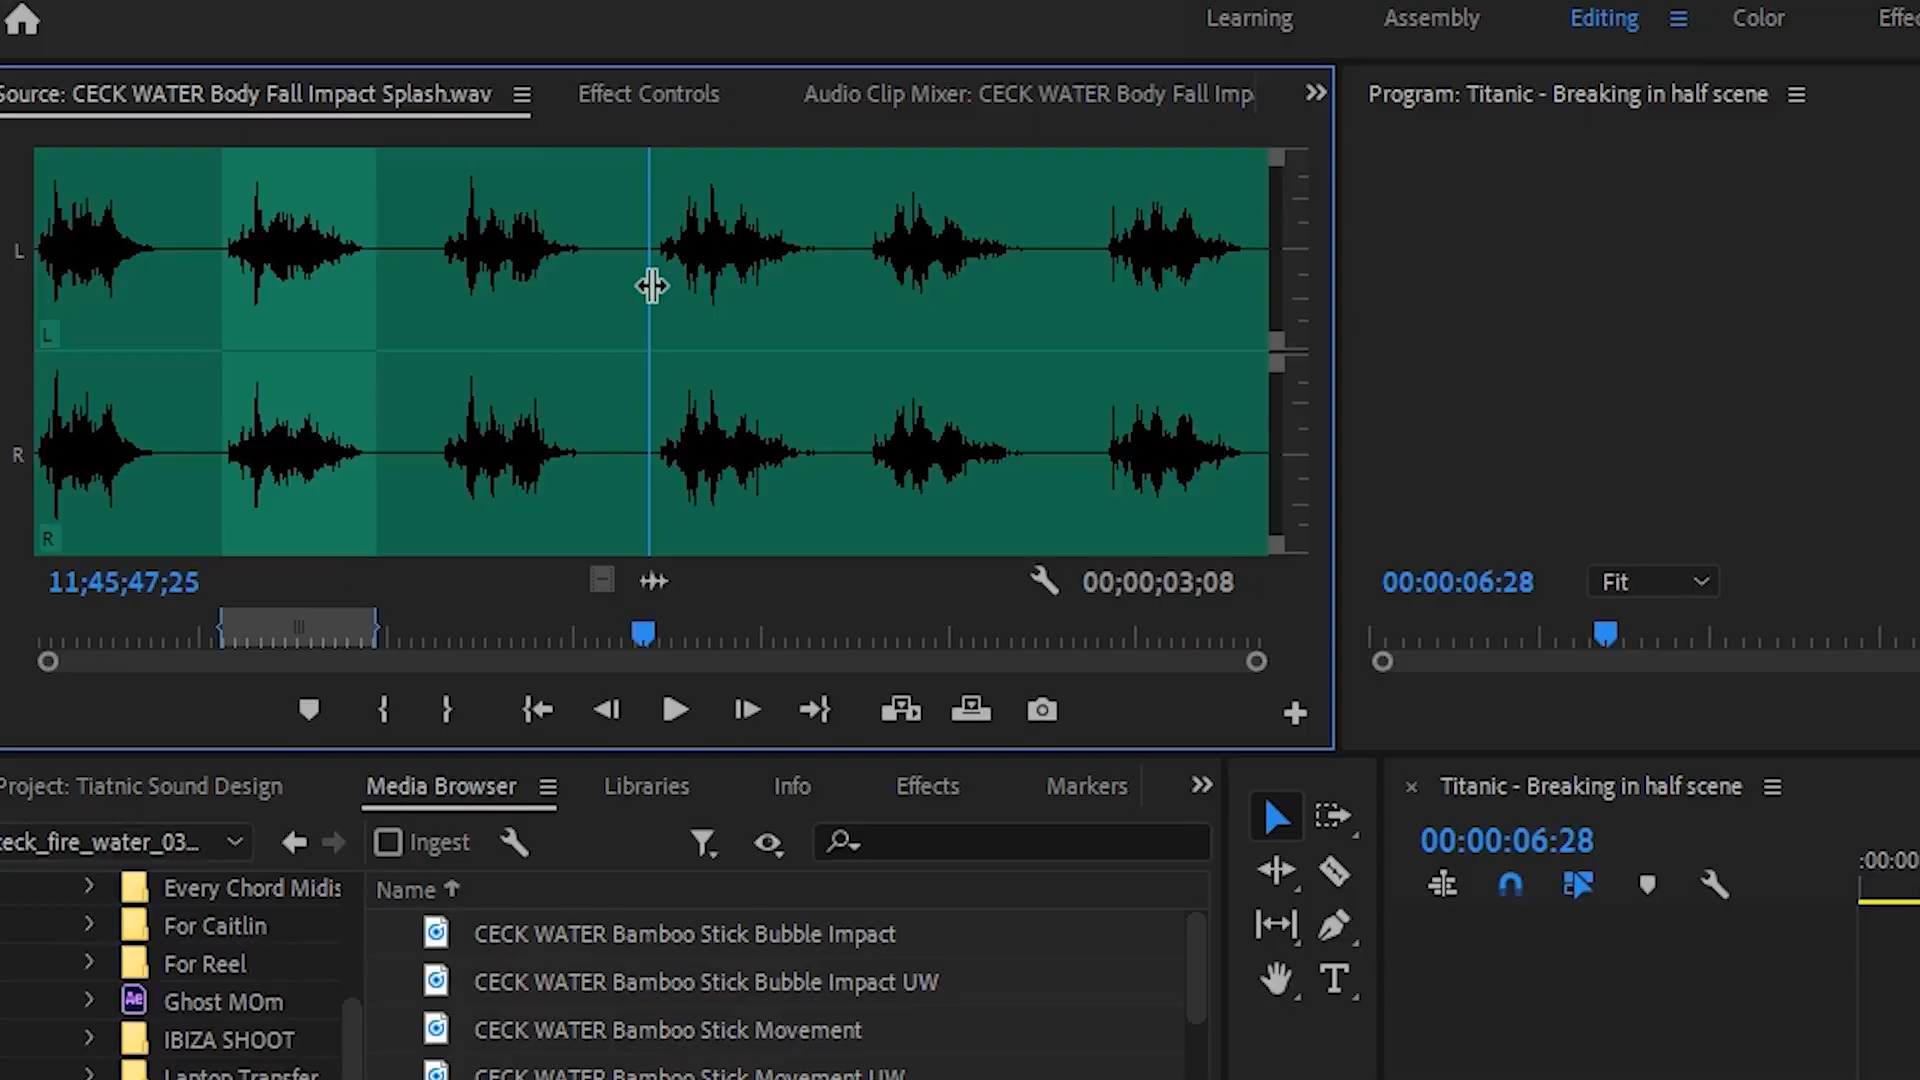 Learning
Assembly
Editing
Color
Effec
Source: CECK WATER Body Fall Impact Splash.wav
Effect Controls
Audio Clip Mixer: CECK WATER Body Fall Imp
Program: Titanic - Breaking in half scene
L
L
R
R
11;45;47;25
00;00;03;08
00:00:06:28
Fit
Project: Tiatnic Sound Design
Media Browser
Libraries
Info
Effects
Markers
Titanic - Breaking in half scene
ceck_fire_water_03...
Ingest
00:00:06:28
:00:00
Name
Every Chord Midis
For Caitlin
For Reel
Ae Ghost MOm
IBIZA SHOOT
Laptop Transfer
CECK WATER Bamboo Stick Bubble Impact
CECK WATER Bamboo Stick Bubble Impact UW
CECK WATER Bamboo Stick Movement
CECK WATER Bamboo Stick Movement UW
T